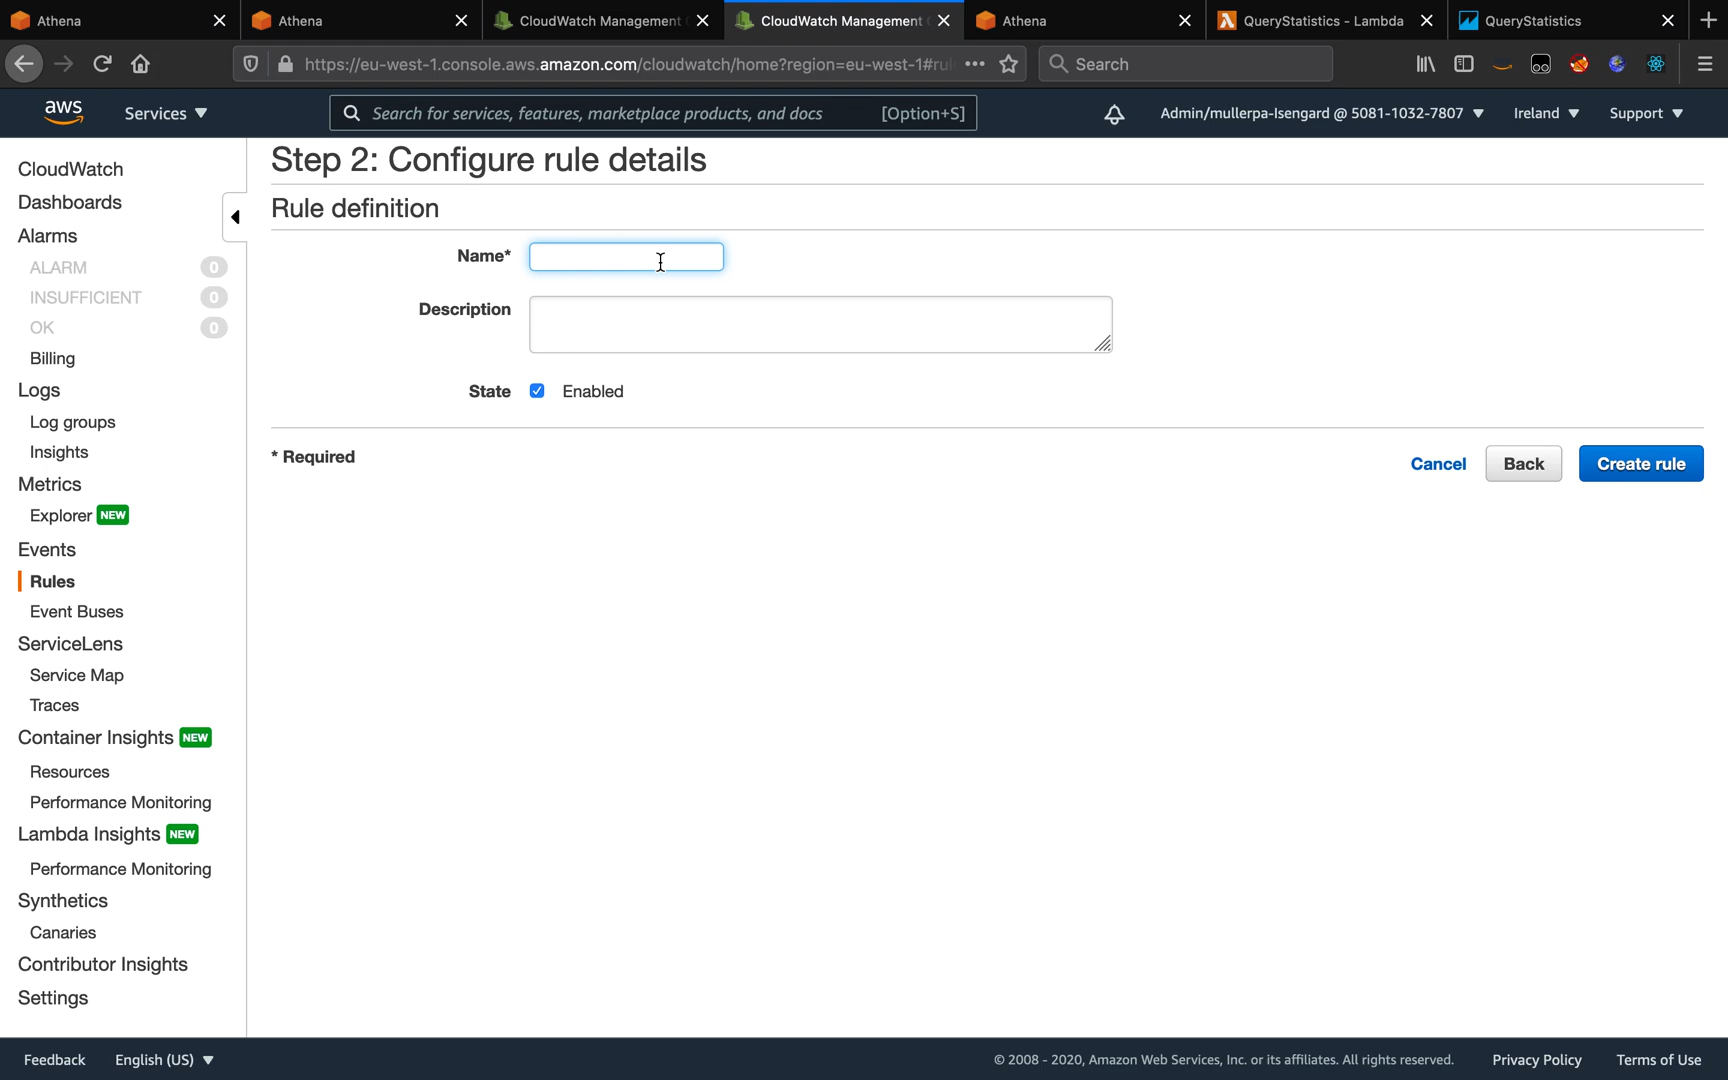 Athena
Athena
CloudWatch Management
CloudWatch Management
Athena
QueryStatistics - Lambda
QueryStatistics
https://eu-west-1.console.aws.amazon.com/cloudwatch/home?region=eu-west-1#rul
Search
aws
Services
Search for services, features, marketplace products, and docs [Option+S]
Admin/mullerpa-Isengard @ 5081-1032-7807
Ireland
Support
CloudWatch
Dashboards
Alarms
ALARM 0
INSUFFICIENT 0
OK 0
Billing
Logs
Log groups
Insights
Metrics
Explorer NEW
Events
Rules
Event Buses
ServiceLens
Service Map
Traces
Container Insights NEW
Resources
Performance Monitoring
Lambda Insights NEW
Performance Monitoring
Synthetics
Canaries
Contributor Insights
Settings
Step 2: Configure rule details
Rule definition
Name*
Description
State Enabled
* Required
Cancel Back Create rule
Feedback English (US)
© 2008 - 2020, Amazon Web Services, Inc. or its affiliates. All rights reserved. Privacy Policy Terms of Use